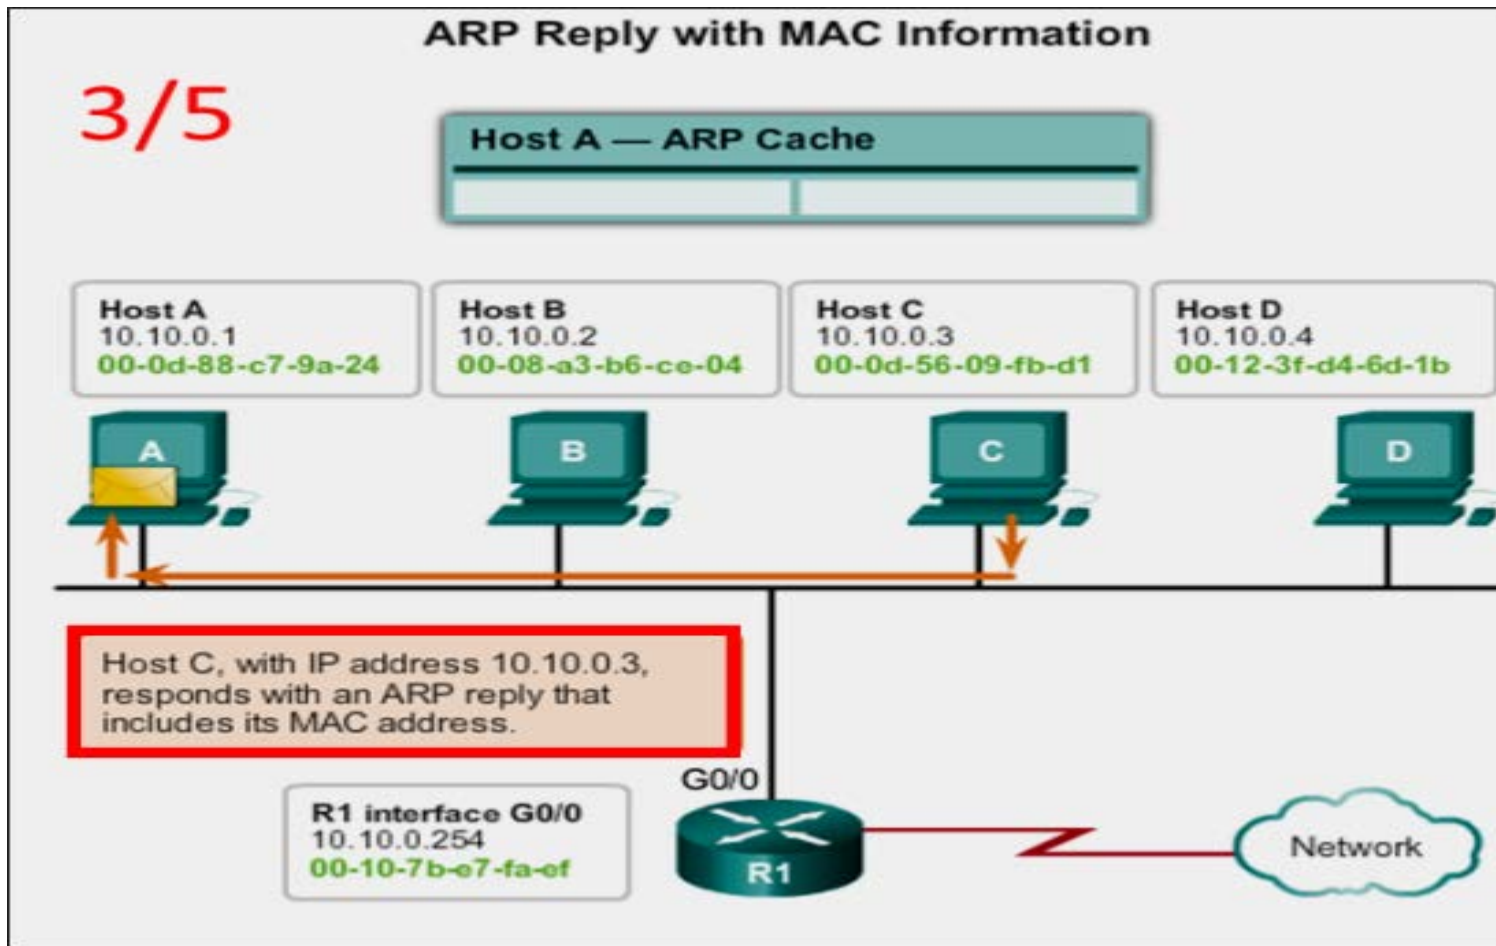 ARP Reply with MAC Information
3/5
Host A — ARP Cache
Host A
10.10.0.1
00-0d-88-c7-9a-24
Host B
10.10.0.2
00-08-a3-b6-ce-04
Host C
10.10.0.3
00-0d-56-09-fb-d1
Host D
10.10.0.4
00-12-3f-d4-6d-1b
A
B
C
D
Host C, with IP address 10.10.0.3,
responds with an ARP reply that
includes its MAC address.
G0/0
R1 interface G0/0
10.10.0.254
00-10-7b-e7-fa-ef
R1
Network